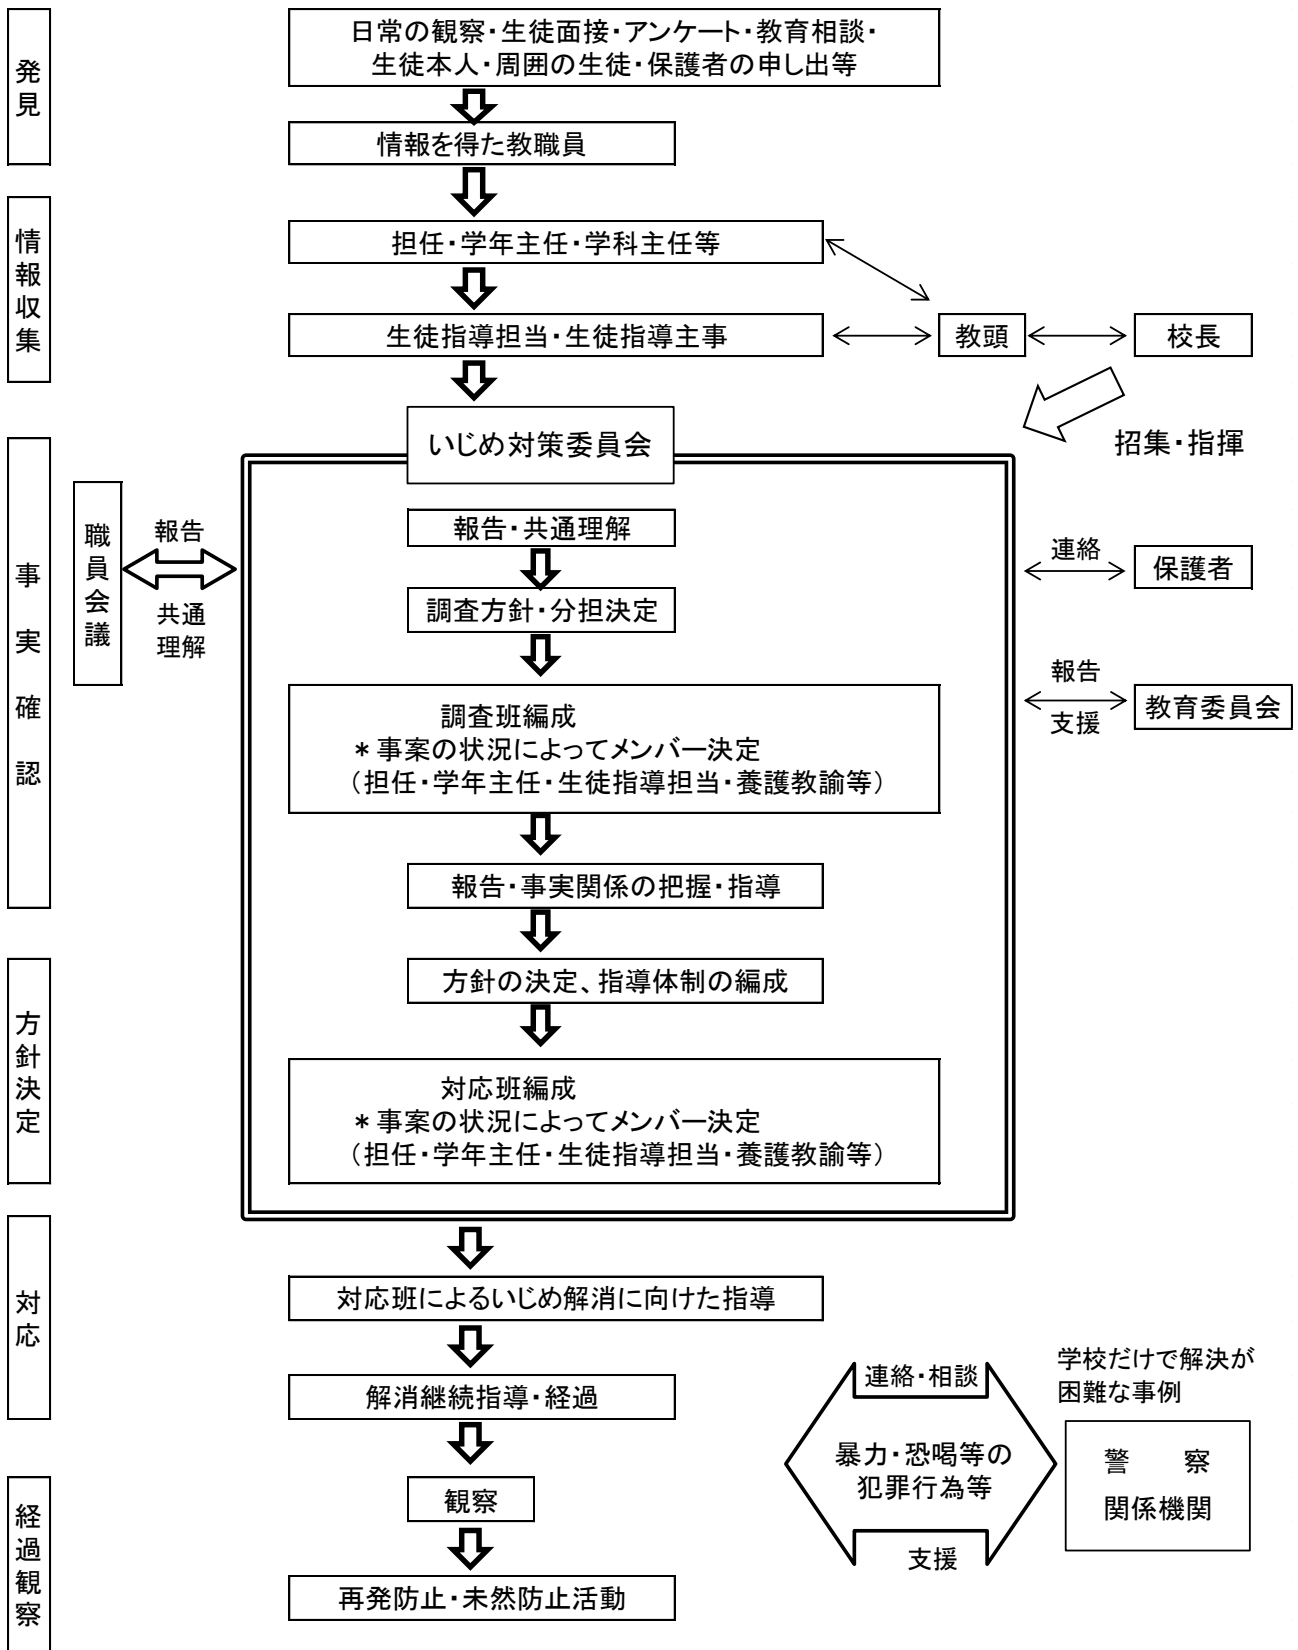 発見
日常の観察・生徒面接・アンケート・教育相談・
生徒本人・周囲の生徒・保護者の申し出等
情報を得た教職員
情報収集
担任・学年主任・学科主任等
生徒指導担当・生徒指導主事
教頭
校長
招集・指揮
いじめ対策委員会
事実確認
職員会議
報告
共通
理解
報告・共通理解
調査方針・分担決定
連絡
保護者
報告
支援
教育委員会
調査班編成
＊事案の状況によってメンバー決定
（担任・学年主任・生徒指導担当・養護教諭等）
報告・事実関係の把握・指導
方針決定
方針の決定、指導体制の編成
対応班編成
＊事案の状況によってメンバー決定
（担任・学年主任・生徒指導担当・養護教諭等）
対応
対応班によるいじめ解消に向けた指導
解消継続指導・経過
連絡・相談
暴力・恐喝等の
犯罪行為等
支援
学校だけで解決が
困難な事例
警　察
関係機関
経過観察
観察
再発防止・未然防止活動